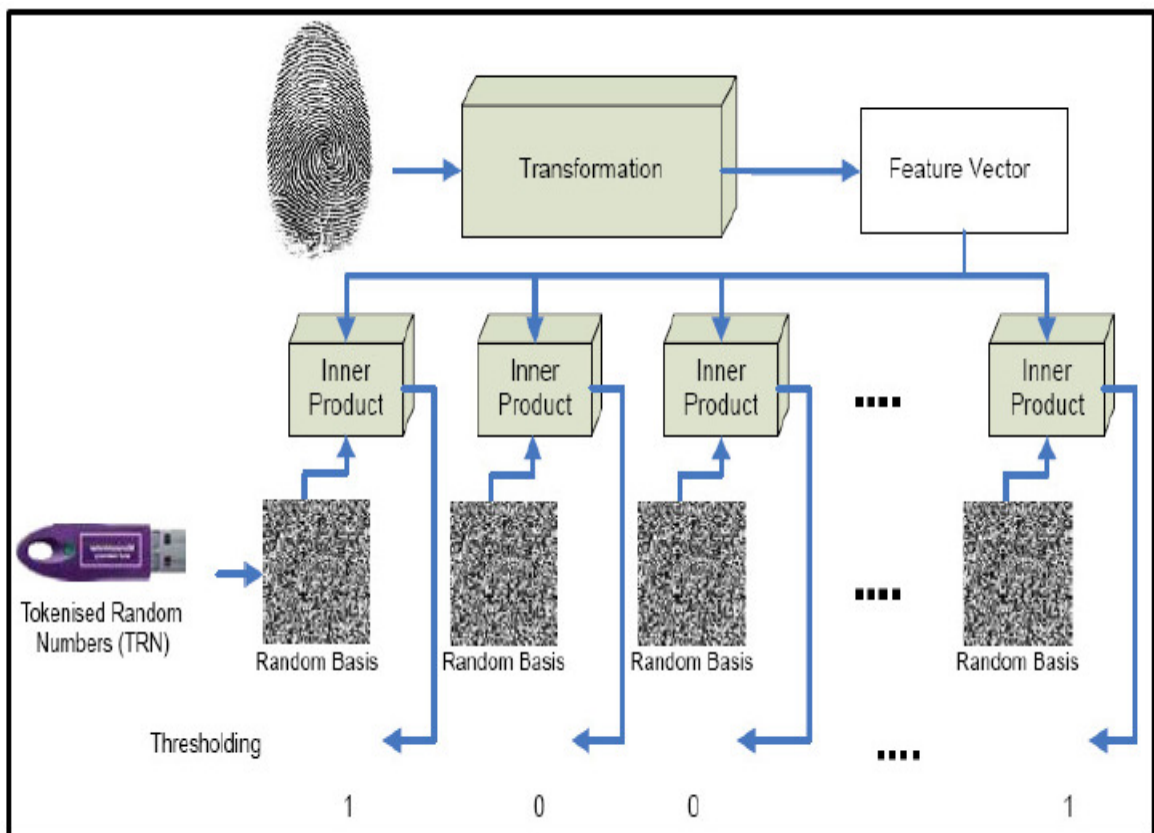 Transformation
Feature Vector
Inner
Product
Inner
Product
Inner
Product
....
Inner
Product
Tokenised Random
Numbers (TRN)
....
Random Basis
Random Basis
Random Basis
Random Basis
Thresholding
....
1
0
0
1